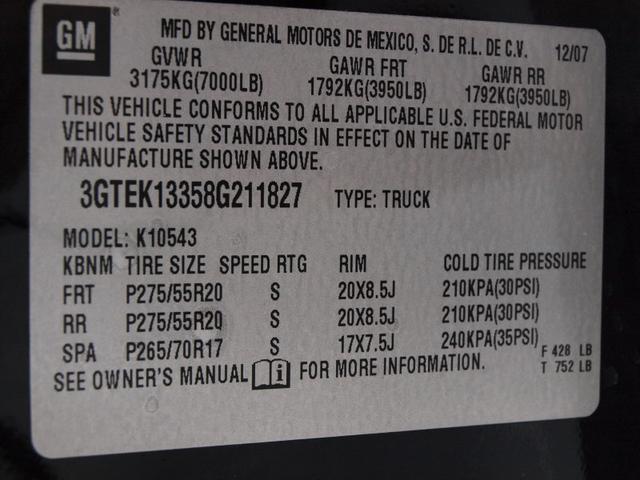 GM
MFD BY GENERAL MOTORS DE MEXICO, S. DE R.L. DE C.V. 12/07
GVWR GAWR FRT GAWR RR
3175KG(7000LB) 1792KG(3950LB) 1792KG(3950LB)
THIS VEHICLE CONFORMS TO ALL APPLICABLE U.S. FEDERAL MOTOR
VEHICLE SAFETY STANDARDS IN EFFECT ON THE DATE OF
MANUFACTURE SHOWN ABOVE.
3GTEK13358G211827 TYPE: TRUCK
MODEL: K10543
KBNM TIRE SIZE SPEED RTG RIM COLD TIRE PRESSURE
FRT P275/55R20 S 20X8.5J 210KPA(30PSI)
RR P275/55R20 S 20X8.5J 210KPA(30PSI)
SPA P265/70R17 S 17X7.5J 240KPA(35PSI)
F 428 LB
T 752 LB
SEE OWNER'S MANUAL i FOR MORE INFORMATION.